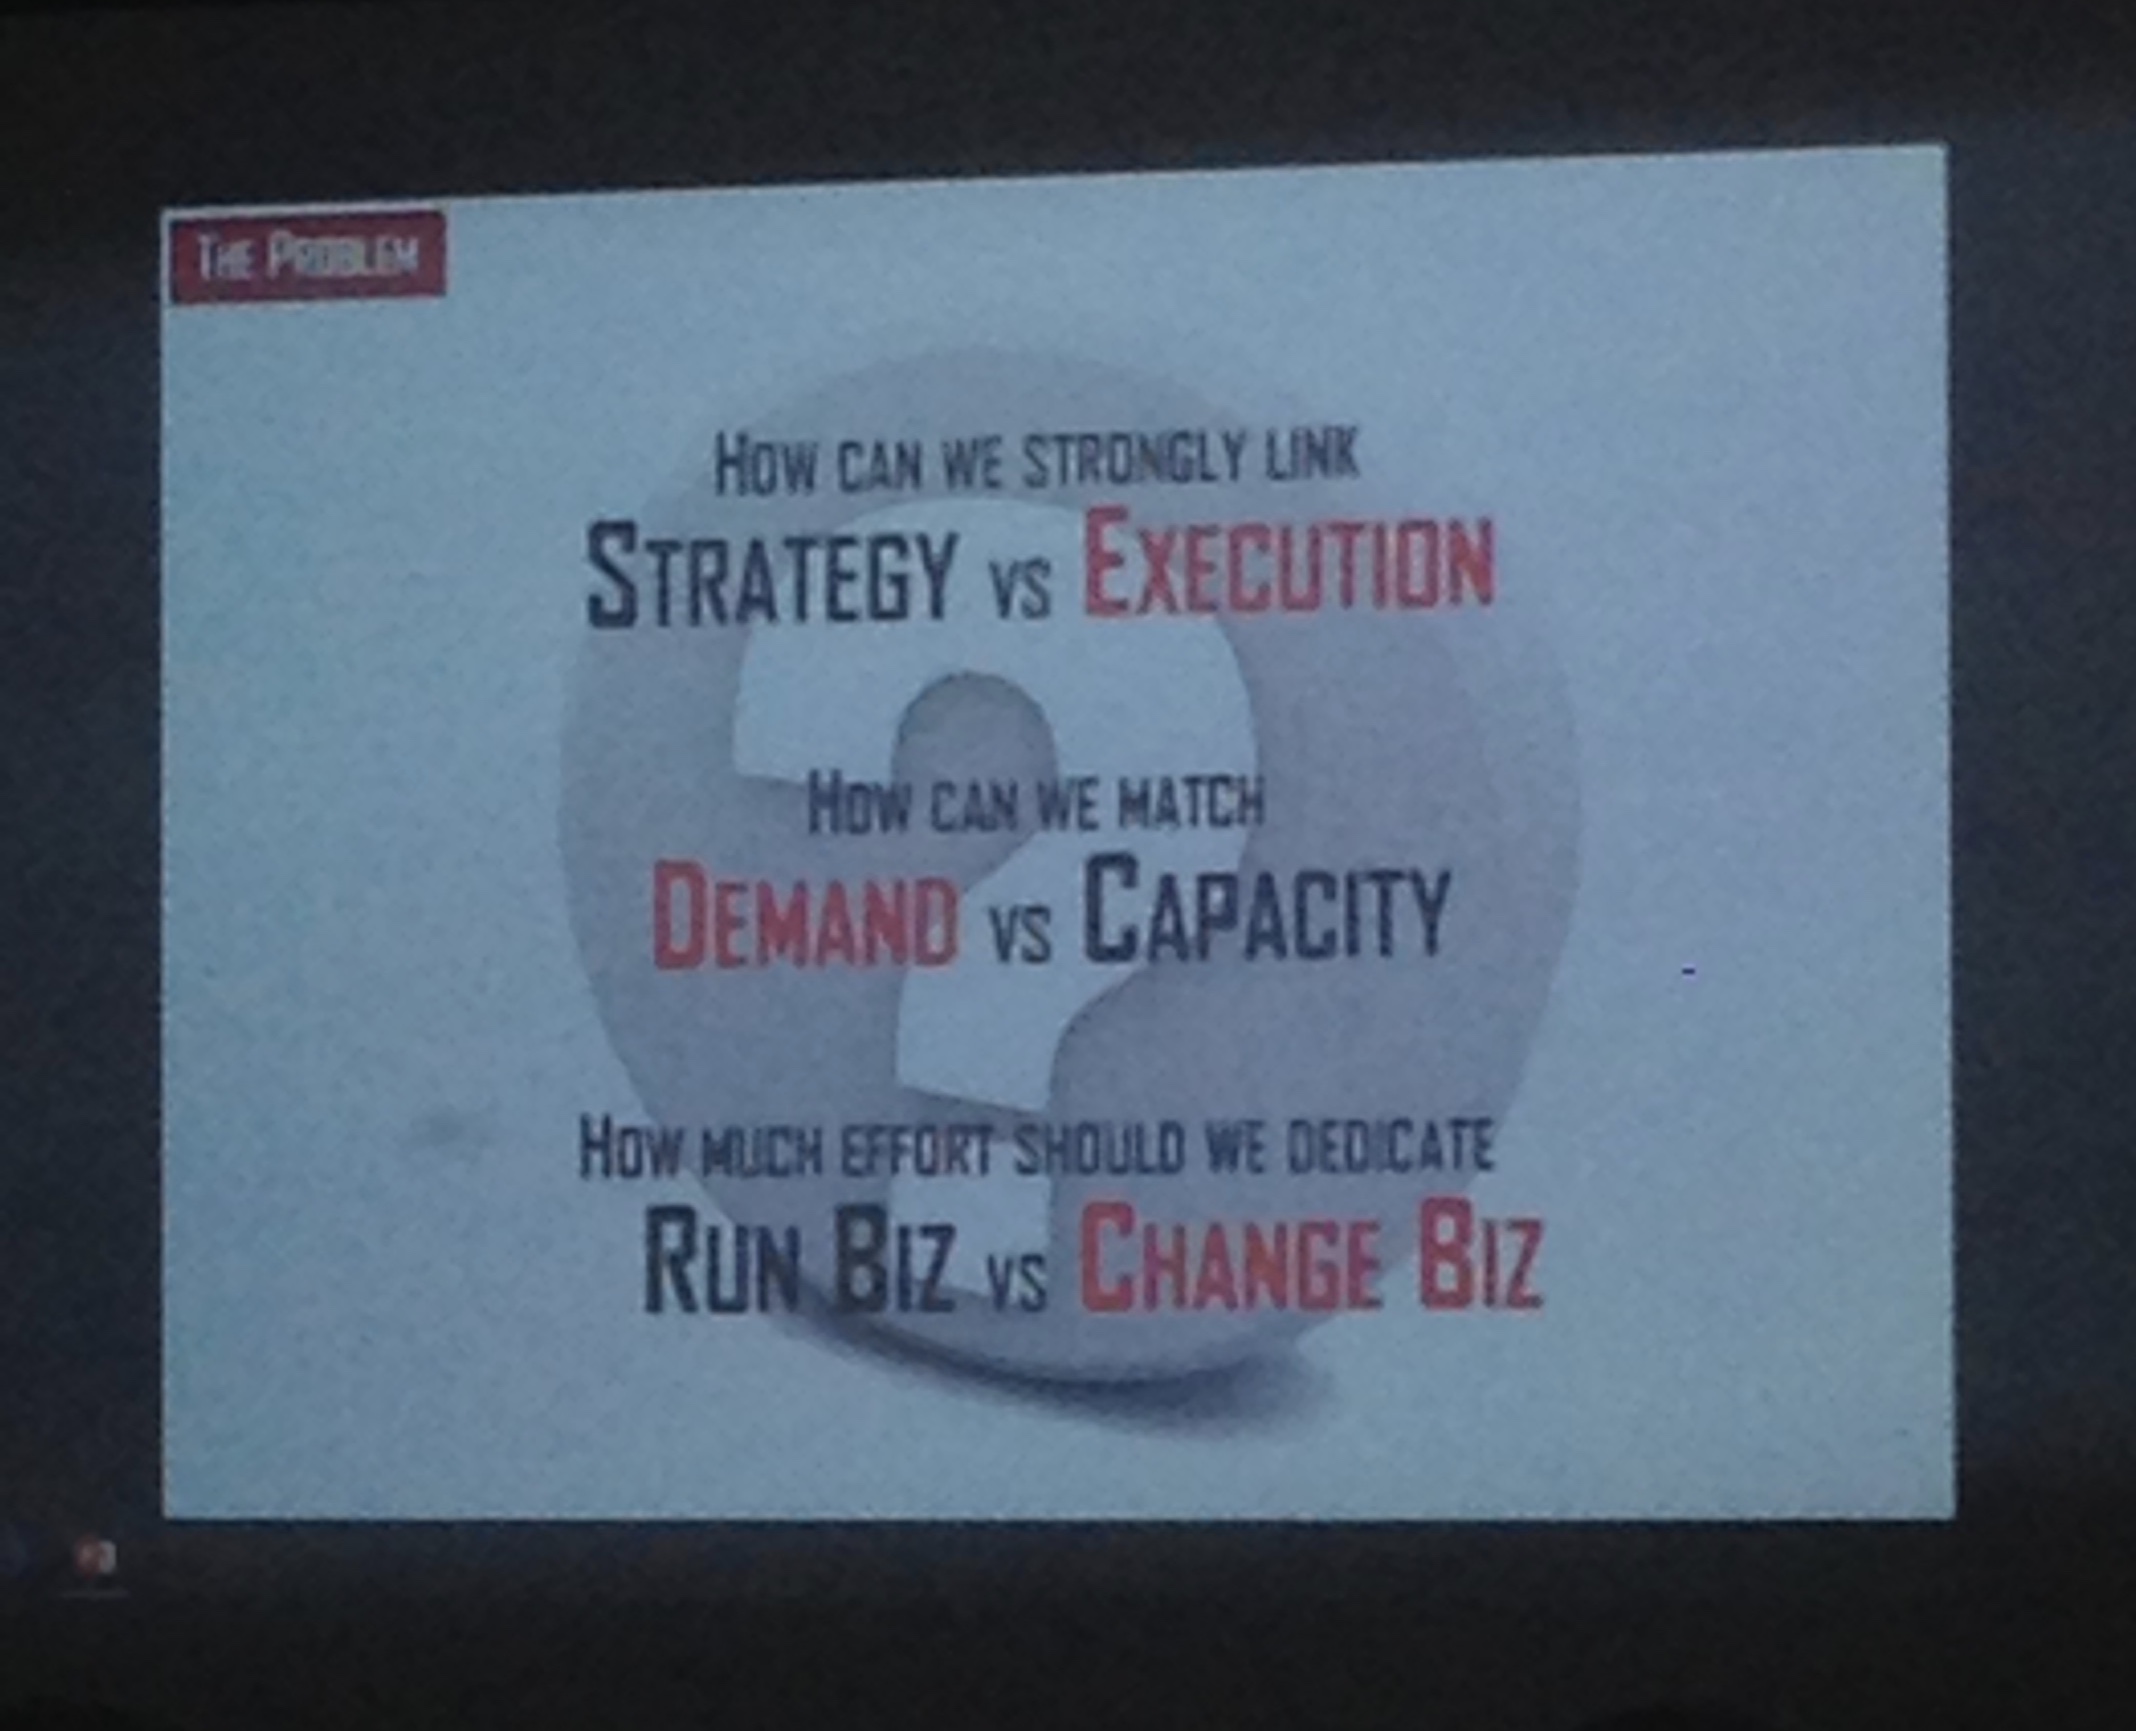 The Problem
How can we strongly link
Strategy vs Execution
How can we match
Demand vs Capacity
How much effort should we dedicate
Run Biz vs Change Biz